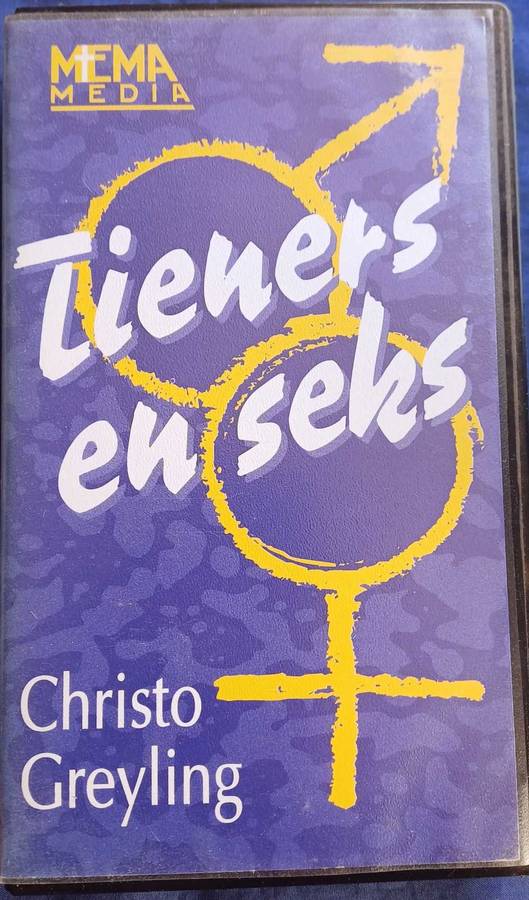 MEMA
MEDIA
Tieners
en seks
Christo
Greyling